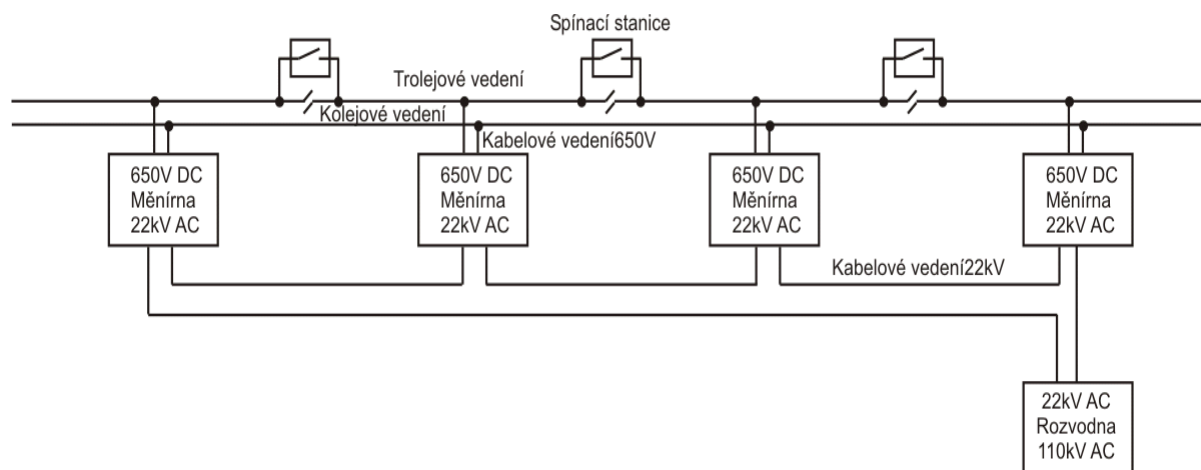 Spínací stanice
Trolejové vedení
Kolejové vedení
Kabelové vedení650V
650V DC
Měnírna
22kV AC
650V DC
Měnírna
22kV AC
650V DC
Měnírna
22kV AC
650V DC
Měnírna
22kV AC
Kabelové vedení22kV
22kV AC
Rozvodna
110kV AC